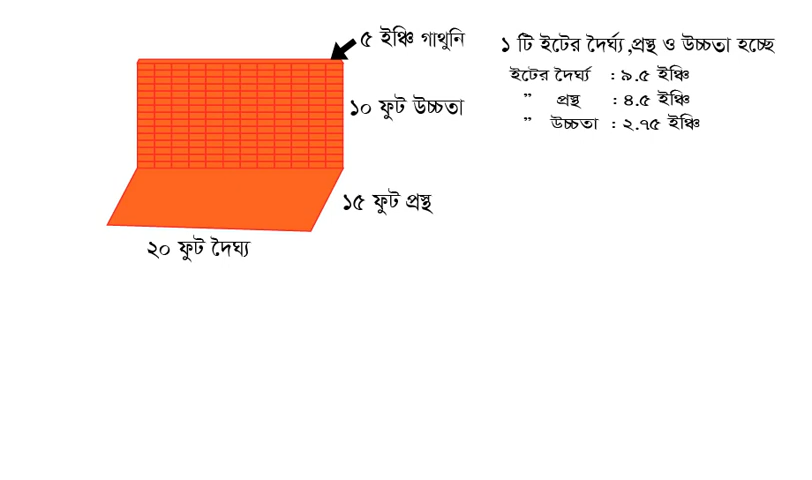 ৫ ইঞ্চি গাথুনি
১ টি ইটের দৈর্ঘ্য,প্রস্থ ও উচ্চতা হচ্ছে
ইটের দৈর্ঘ্য : ৯.৫ ইঞ্চি
” প্রস্থ : ৪.৫ ইঞ্চি
১০ ফুট উচ্চতা
” উচ্চতা : ২.৭৫ ইঞ্চি
১৫ ফুট প্রস্থ
২০ ফুট দৈঘ্য